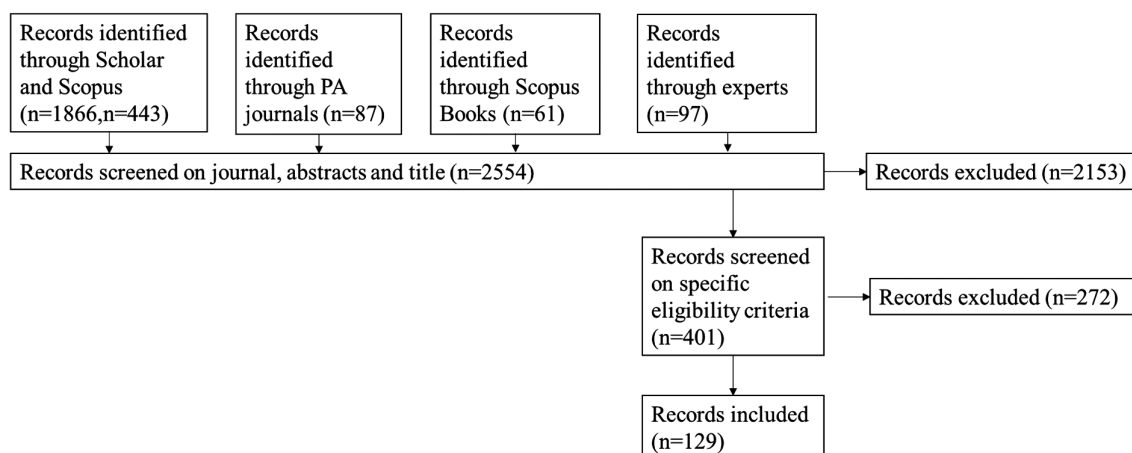 Records identified
through Scholar
and Scopus
(n=1866,n=443)
Records
identified
through PA
journals (n=87)
Records
identified
through Scopus
Books (n=61)
Records
identified
through experts
(n=97)
Records screened on journal, abstracts and title (n=2554)
Records excluded (n=2153)
Records screened
on specific
eligibility criteria
(n=401)
Records excluded (n=272)
Records included
(n=129)